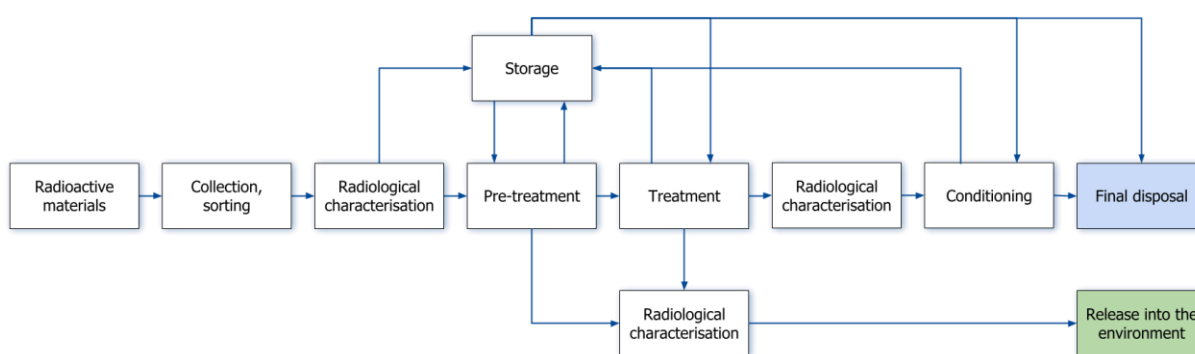 Storage
Radioactive
materials
Collection,
sorting
Radiological
characterisation
Pre-treatment
Treatment
Radiological
characterisation
Conditioning
Final disposal
Radiological
characterisation
Release into the
environment